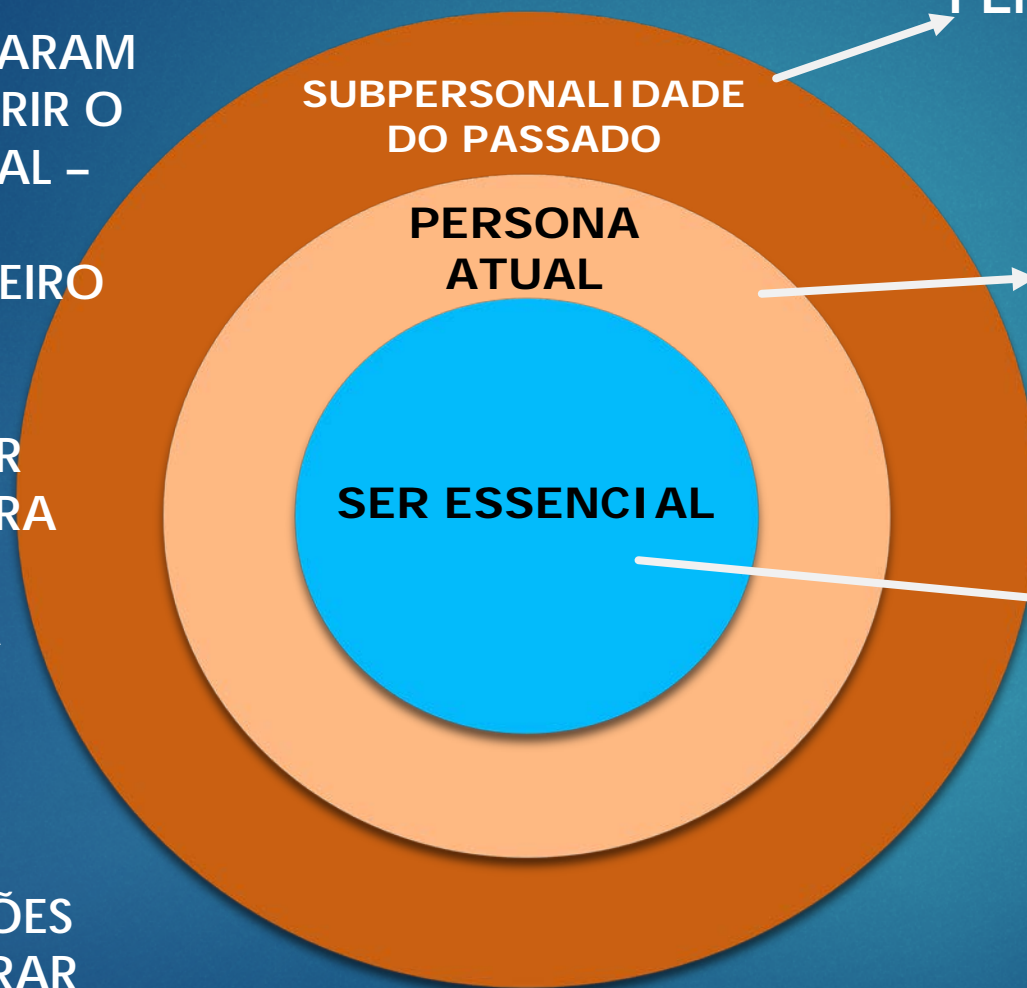 ARAM
RIR O
AL –
EIRO
R
RA
ÕES
RAR
SUBPERSONALIDADE
DO PASSADO
PERSONA
ATUAL
SER ESSENCIAL